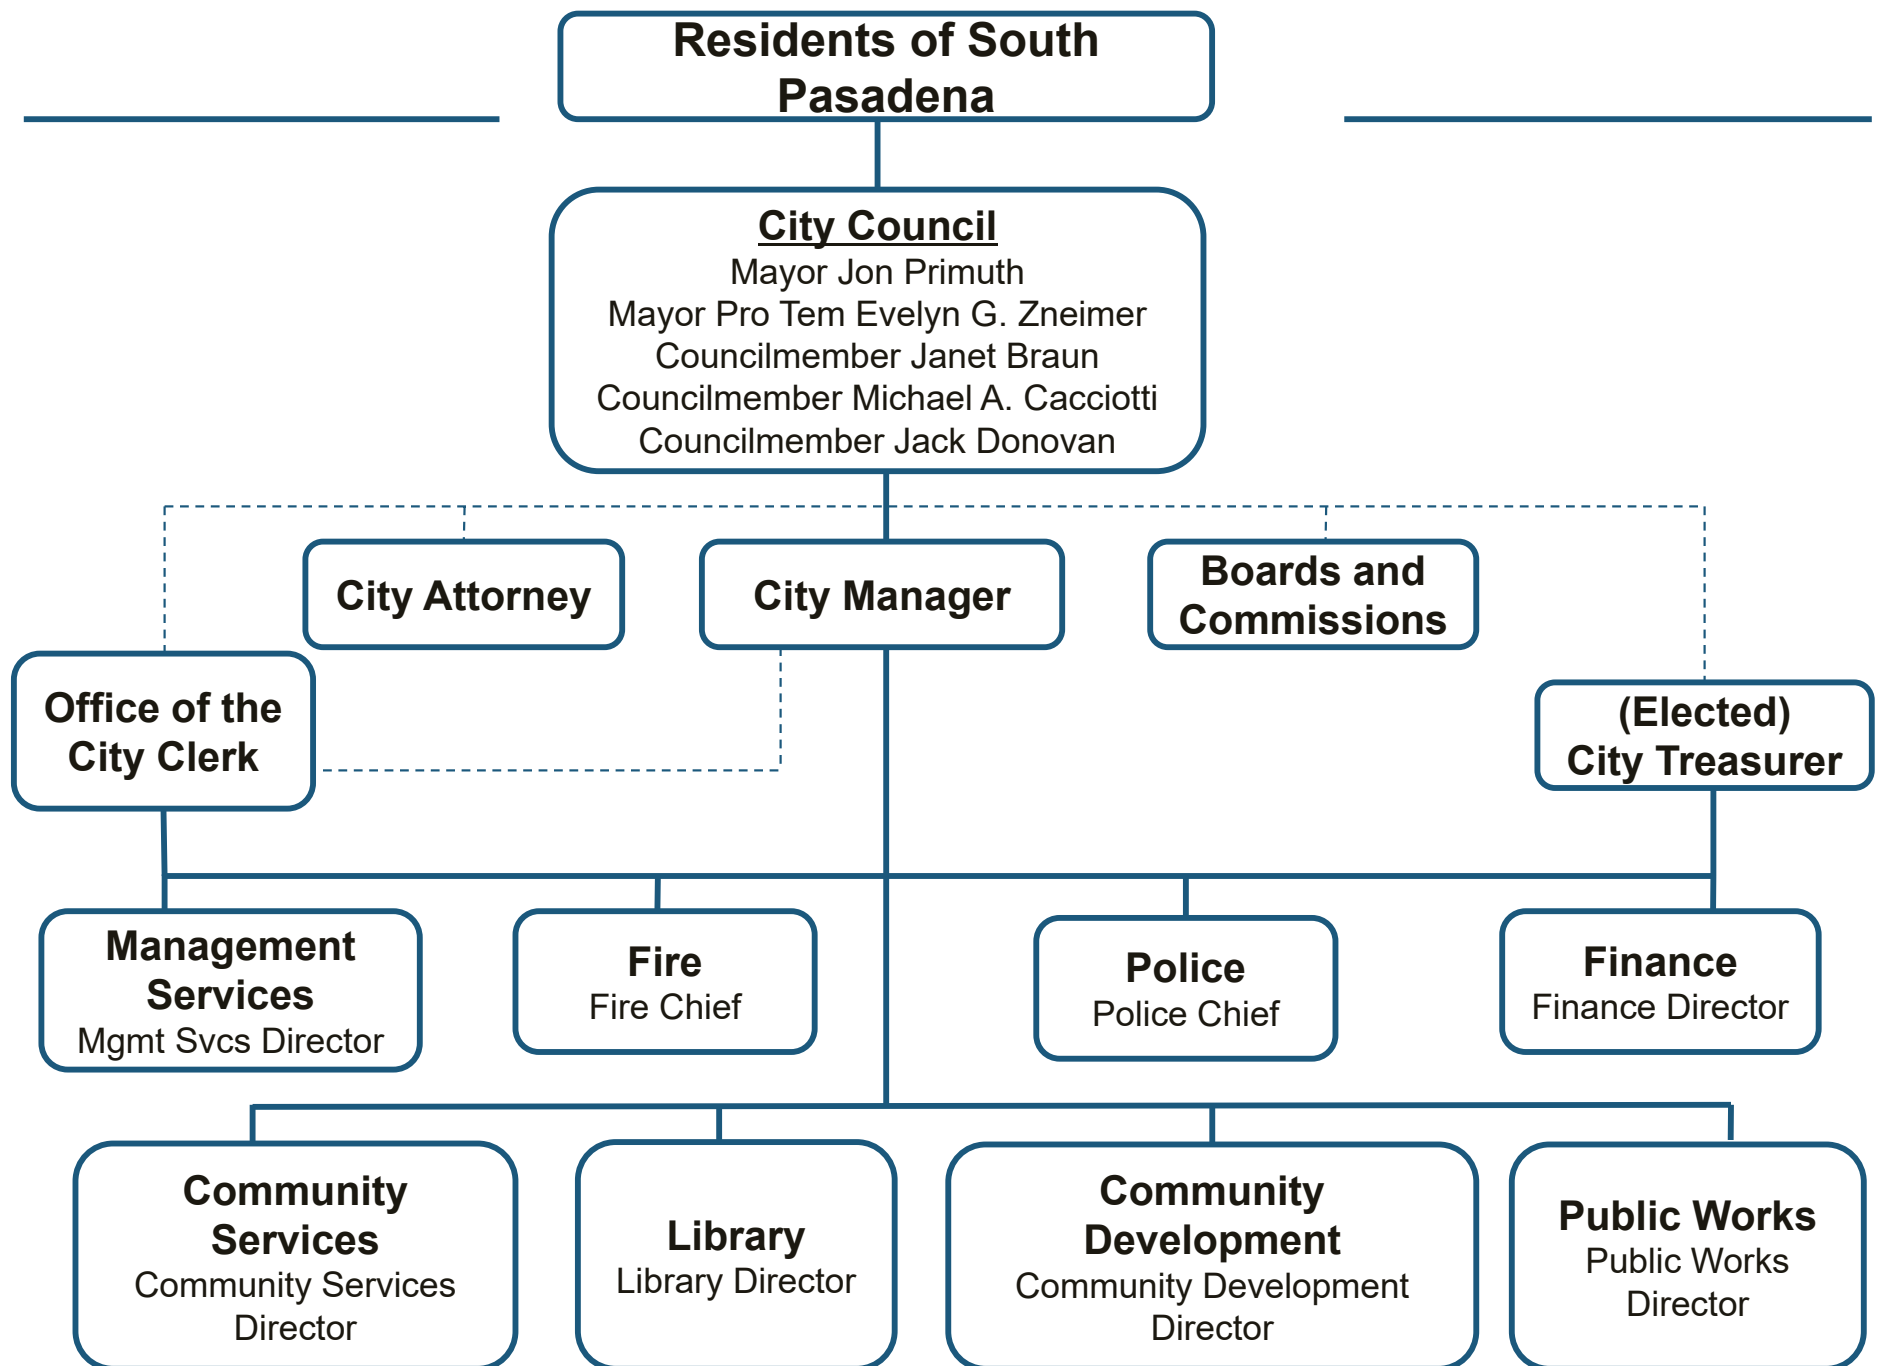 Residents of South
Pasadena
City Council
Mayor Jon Primuth
Mayor Pro Tem Evelyn G. Zneimer
Councilmember Janet Braun
Councilmember Michael A. Cacciotti
Councilmember Jack Donovan
City Attorney
City Manager
Boards and
Commissions
Office of the
City Clerk
(Elected)
City Treasurer
Management
Services
Mgmt Svcs Director
Fire
Fire Chief
Police
Police Chief
Finance
Finance Director
Community
Services
Community Services
Director
Library
Library Director
Community
Development
Community Development
Director
Public Works
Public Works
Director